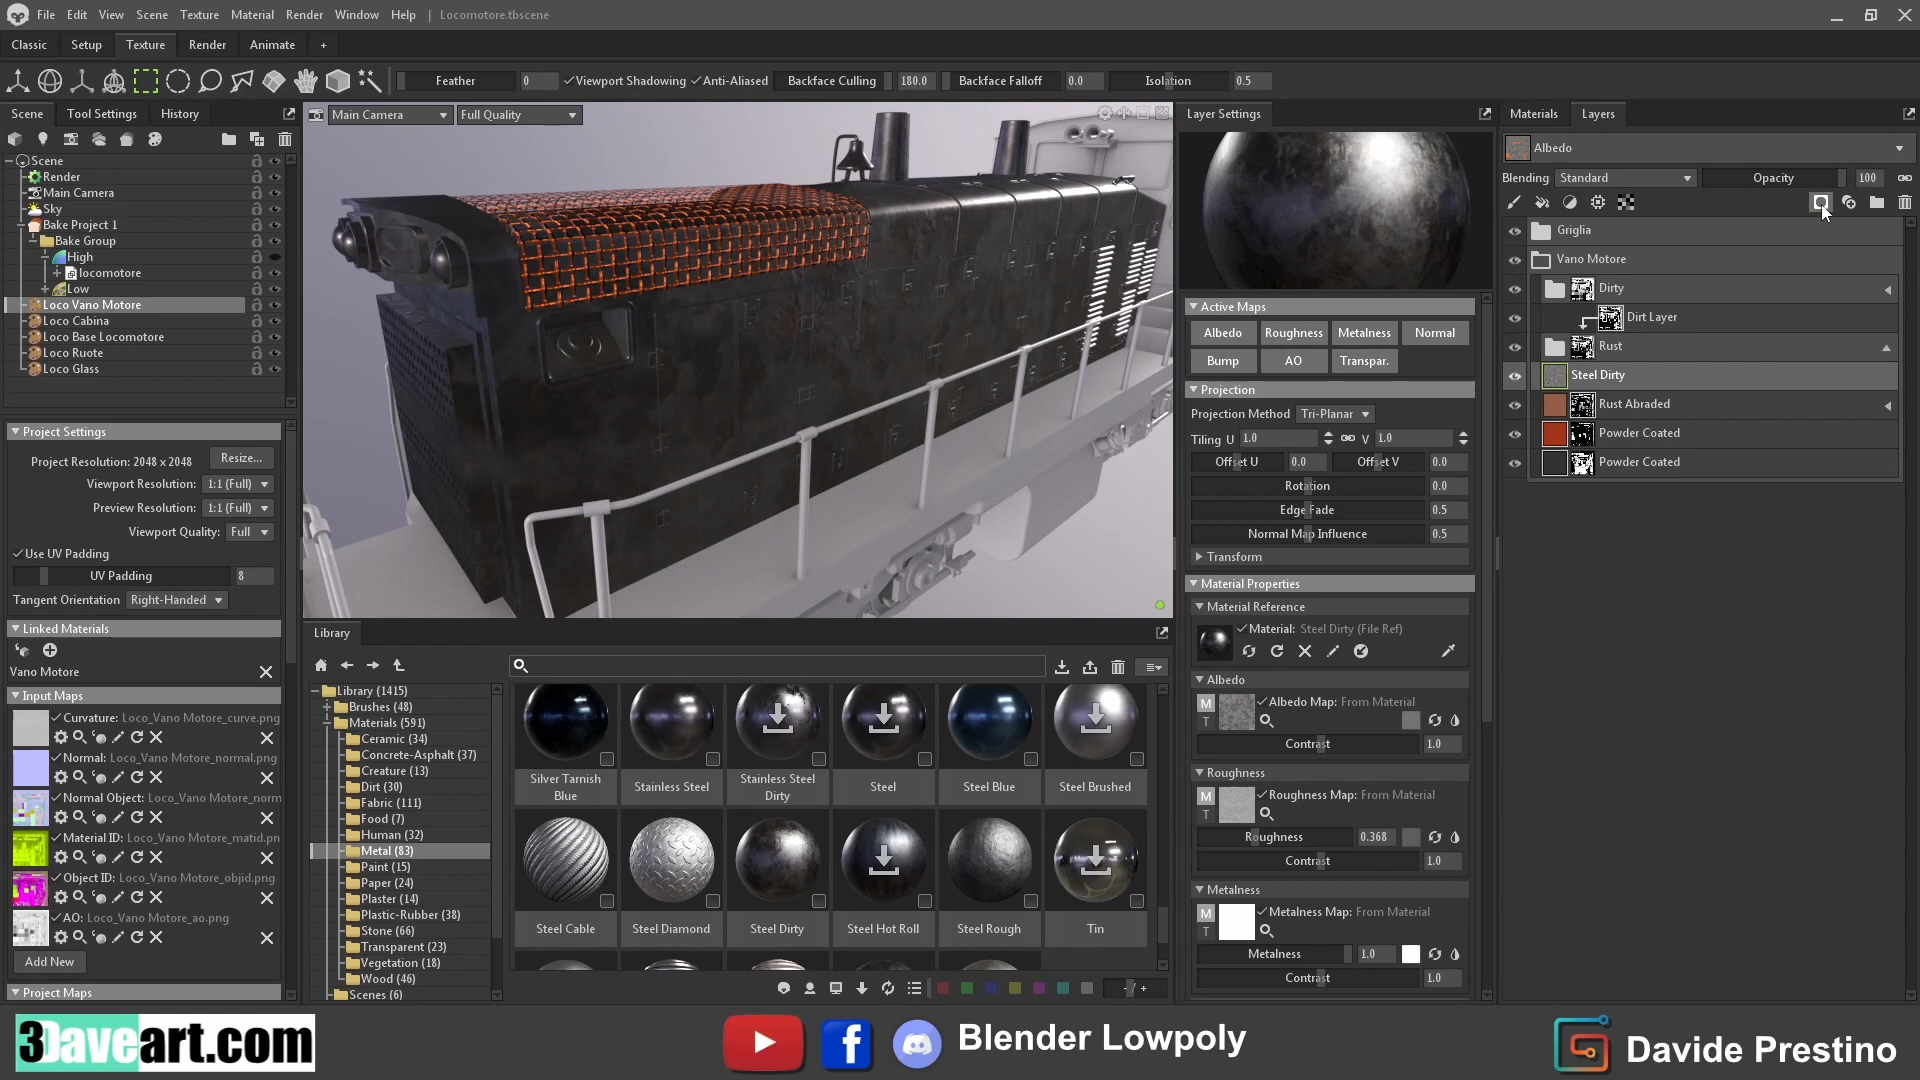 File Edit View Scene Texture Material Render Window Help | Locomotore.tbscene
Classic Setup Texture Render Animate +
Feather 0 Viewport Shadowing Anti-Aliased Backface Culling 180.0 Backface Falloff 0.0 Isolation 0.5
Scene Tool Settings History
Scene
Render
Main Camera
Sky
Bake Project 1
Bake Group
High
locomotore
Low
Loco Vano Motore
Loco Cabina
Loco Base Locomotore
Loco Ruote
Loco Glass
Project Settings
Project Resolution: 2048 x 2048 Resize...
Viewport Resolution: 1:1 (Full)
Preview Resolution: 1:1 (Full)
Viewport Quality: Full
Use UV Padding
UV Padding 8
Tangent Orientation Right-Handed
Linked Materials
Vano Motore
Input Maps
Curvature: Loco_Vano Motore_curve.png
Normal: Loco_Vano Motore_normal.png
Normal Object: Loco_Vano Motore_norm
Material ID: Loco_Vano Motore_matid.pn
Object ID: Loco_Vano Motore_objid.png
AO: Loco_Vano Motore_ao.png
Add New
Project Maps
Main Camera Full Quality
Library
Library (1415)
Brushes (48)
Materials (591)
Ceramic (34)
Concrete-Asphalt (37)
Creature (13)
Dirt (30)
Fabric (111)
Food (7)
Human (32)
Metal (83)
Paint (15)
Paper (24)
Plaster (14)
Plastic-Rubber (38)
Stone (66)
Transparent (23)
Vegetation (18)
Wood (46)
Scenes (6)
Silver Tarnish Blue
Stainless Steel
Stainless Steel Dirty
Steel
Steel Blue
Steel Brushed
Steel Cable
Steel Diamond
Steel Dirty
Steel Hot Roll
Steel Rough
Tin
- / +
Layer Settings
Active Maps
Albedo Roughness Metalness Normal
Bump AO Transpar.
Projection
Projection Method Tri-Planar
Tiling U 1.0 V 1.0
Offset U 0.0 Offset V 0.0
Rotation 0.0
Edge Fade 0.5
Normal Map Influence 0.5
Transform
Material Properties
Material Reference
Material: Steel Dirty (File Ref)
Albedo
M Albedo Map: From Material
T
Contrast 1.0
Roughness
M Roughness Map: From Material
T
Roughness 0.368
Contrast 1.0
Metalness
M Metalness Map: From Material
T
Metalness 1.0
Contrast 1.0
Materials Layers
Albedo
Blending Standard Opacity 100
Griglia
Vano Motore
Dirty
Dirt Layer
Rust
Steel Dirty
Rust Abraded
Powder Coated
Powder Coated
3Daveart.com
Blender Lowpoly
Davide Prestino